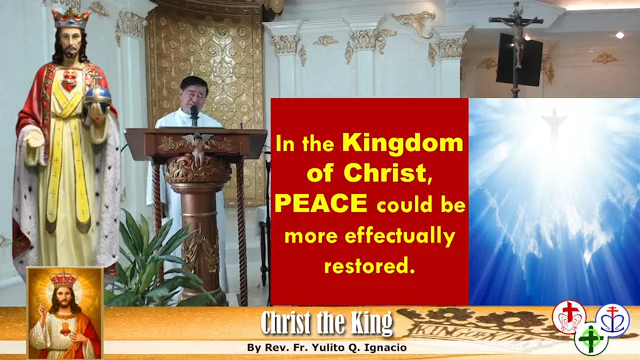 In the Kingdom
of Christ,
PEACE could be
more effectually
restored.
Christ the King
KINGDOM
By Rev. Fr. Yulito Q. Ignacio